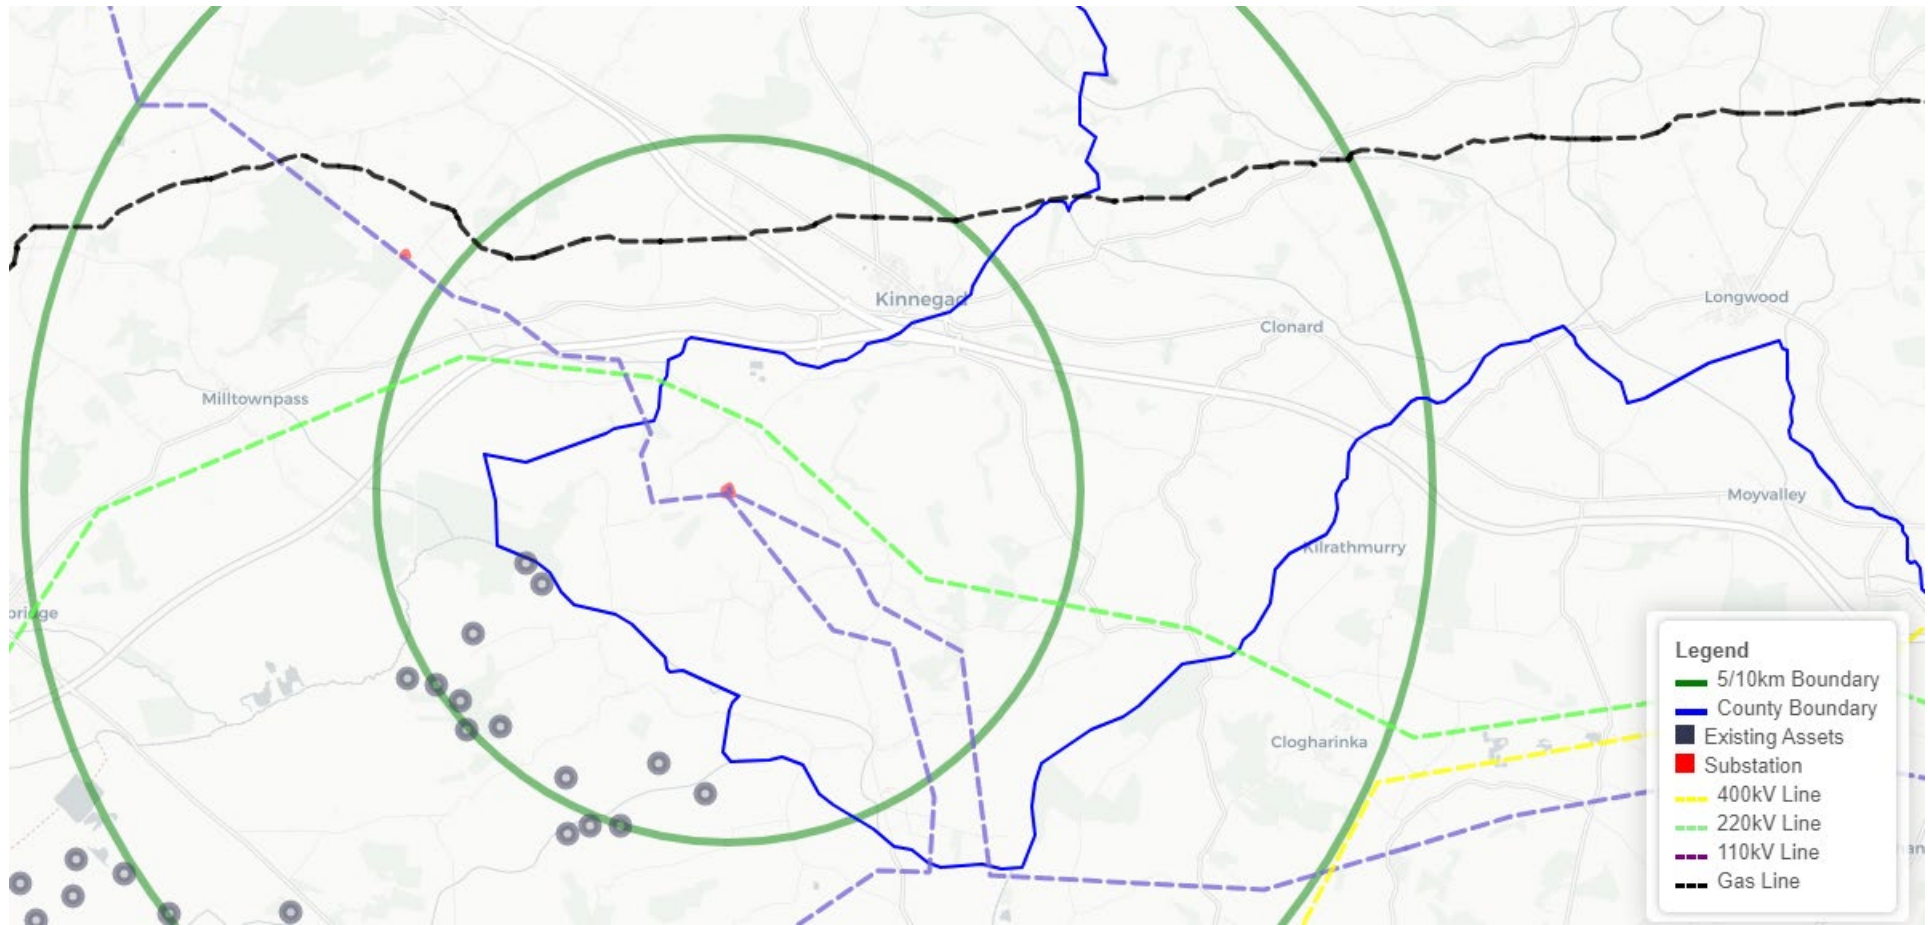 Kinnegad
Longwood
Clonard
Milltownpass
Moyvalley
Kilrathmurry
bridge
Clogharinka
Legend
5/10km Boundary
County Boundary
Existing Assets
Substation
400kV Line
220kV Line
110kV Line
Gas Line